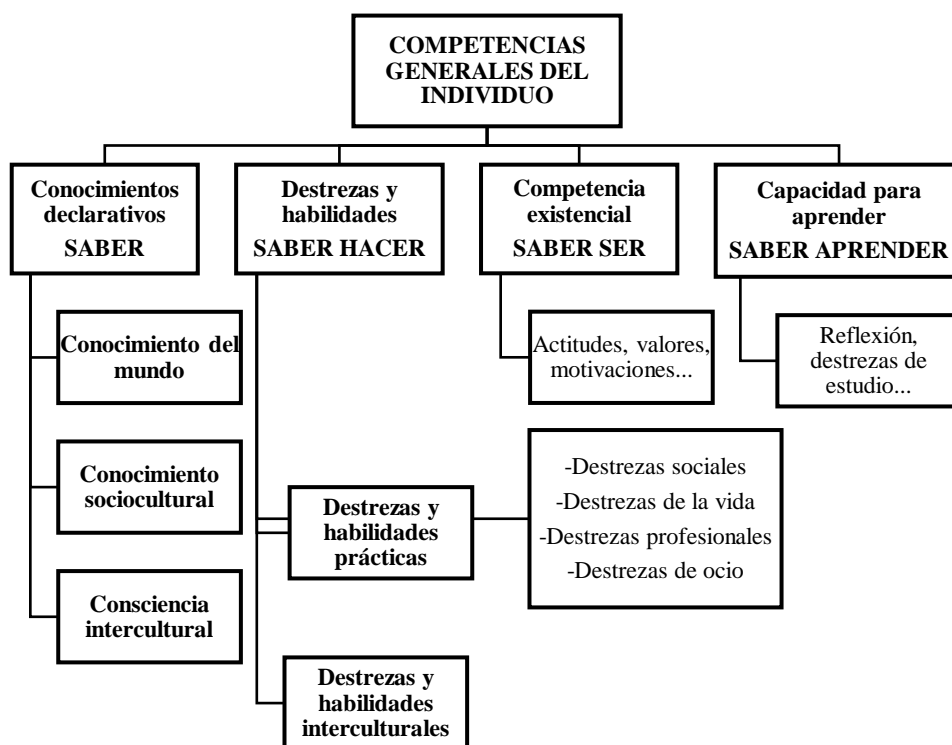 COMPETENCIAS
GENERALES DEL
INDIVIDUO
Conocimientos
declarativos
SABER
Destrezas y
habilidades
SABER HACER
Competencia
existencial
SABER SER
Capacidad para
aprender
SABER APRENDER
Conocimiento del
mundo
Actitudes, valores,
motivaciones...
Reflexión,
destrezas de
estudio...
Conocimiento
sociocultural
Destrezas y
habilidades
prácticas
-Destrezas sociales
-Destrezas de la vida
-Destrezas profesionales
-Destrezas de ocio
Consciencia
intercultural
Destrezas y
habilidades
interculturales